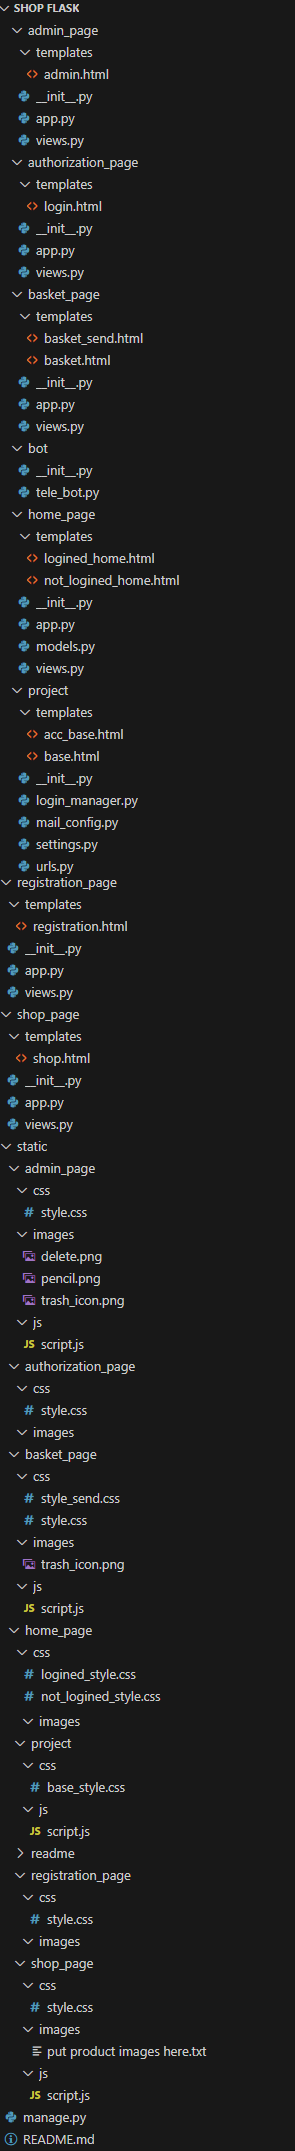 SHOP FLASK
admin_page
templates
admin.html
__init__.py
app.py
views.py
authorization_page
templates
login.html
__init__.py
app.py
views.py
basket_page
templates
basket_send.html
basket.html
__init__.py
app.py
views.py
bot
__init__.py
tele_bot.py
home_page
templates
logined_home.html
not_logined_home.html
__init__.py
app.py
models.py
views.py
project
templates
acc_base.html
base.html
__init__.py
login_manager.py
mail_config.py
settings.py
urls.py
registration_page
templates
registration.html
__init__.py
app.py
views.py
shop_page
templates
shop.html
__init__.py
app.py
views.py
static
admin_page
css
# style.css
images
delete.png
pencil.png
trash_icon.png
js
JS script.js
authorization_page
css
# style.css
images
basket_page
css
# style_send.css
# style.css
images
trash_icon.png
js
JS script.js
home_page
css
# logined_style.css
# not_logined_style.css
images
project
css
# base_style.css
js
JS script.js
readme
registration_page
css
# style.css
images
shop_page
css
# style.css
images
put product images here.txt
js
JS script.js
manage.py
README.md